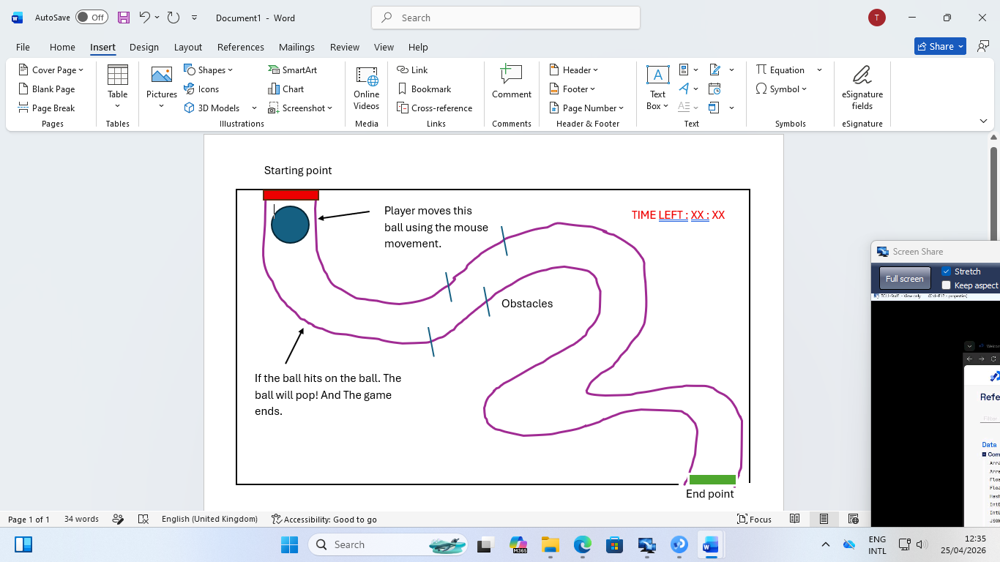 AutoSave Off Document1 - Word Search T
File Home Insert Design Layout References Mailings Review View Help Share
Cover Page
Blank Page
Page Break
Pages
Table
Tables
Pictures
Shapes
Icons
3D Models
SmartArt
Chart
Screenshot
Illustrations
Online
Videos
Media
Link
Bookmark
Cross-reference
Links
Comment
Comments
Header
Footer
Page Number
Header & Footer
Text
Box
Text
Equation
Symbol
Symbols
eSignature
fields
eSignature
Starting point
Player moves this
ball using the mouse
movement.
TIME LEFT : XX : XX
Obstacles
If the ball hits on the ball. The
ball will pop! And The game
ends.
End point
Screen Share
Full screen
Stretch
Keep aspect
Welcom
Refe
Filter
Data
Com
Page 1 of 1 34 words English (United Kingdom) Accessibility: Good to go Focus
Search
M365
ENG
INTL
12:35
25/04/2026